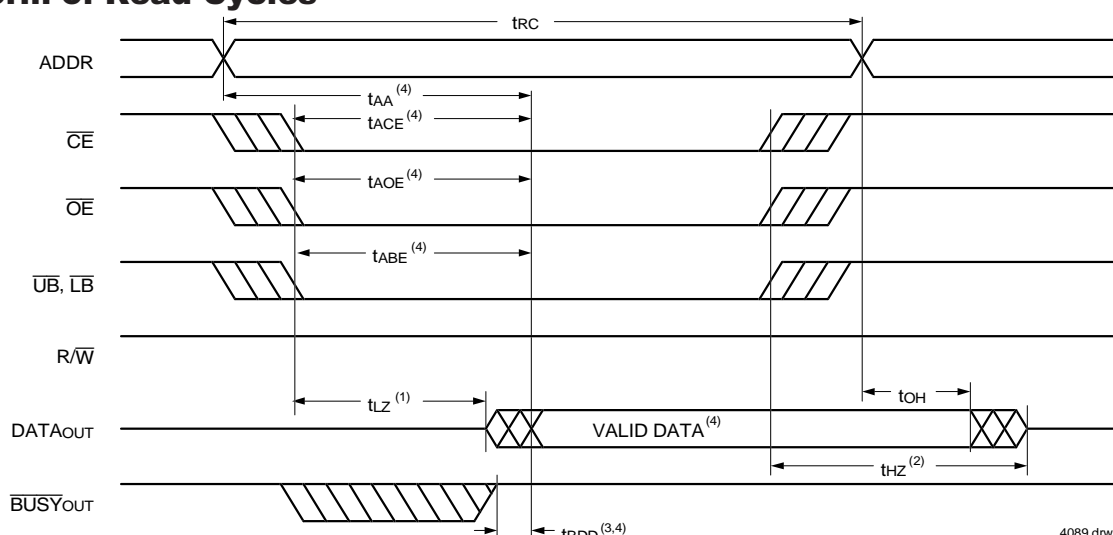 of Read Cycles
tRC
ADDR
tAA (4)
tACE (4)
CE
tAOE (4)
OE
tABE (4)
UB, LB
R/W
tLZ (1)
tOH
DATAOUT
VALID DATA(4)
tHZ (2)
BUSYOUT
tBDD (3,4)
4089 drw